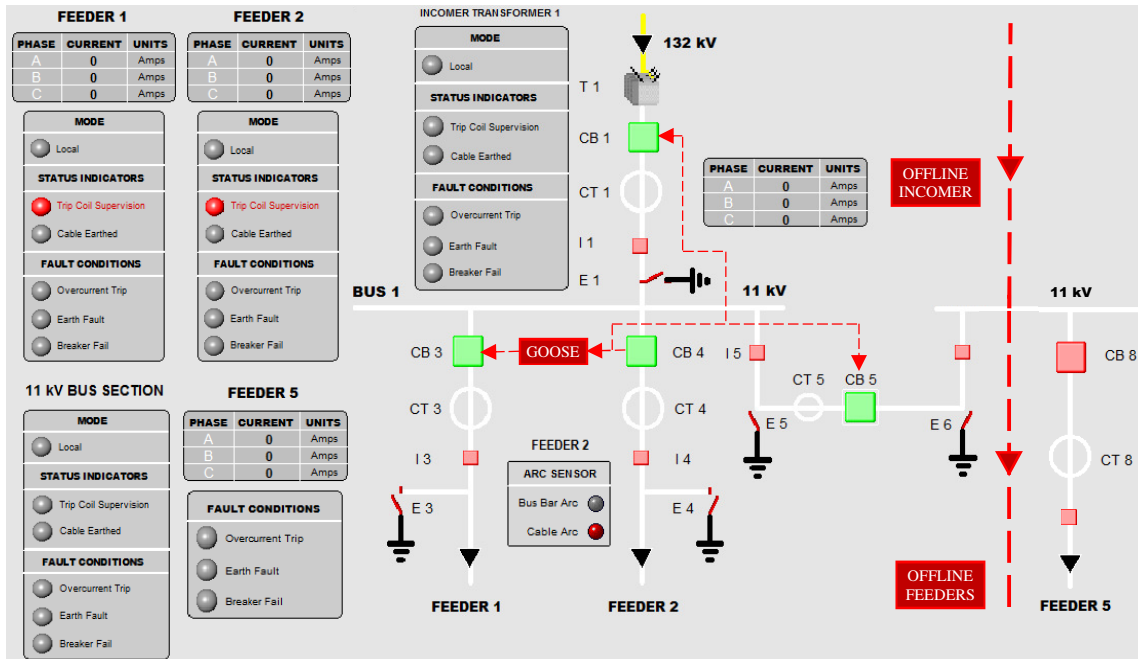 FEEDER 1
PHASE CURRENT UNITS
A 0 Amps
B 0 Amps
C 0 Amps
MODE
Local
STATUS INDICATORS
Trip Coil Supervision
Cable Earthed
FAULT CONDITIONS
Overcurrent Trip
Earth Fault
Breaker Fail
FEEDER 2
PHASE CURRENT UNITS
A 0 Amps
B 0 Amps
C 0 Amps
MODE
Local
STATUS INDICATORS
Trip Coil Supervision
Cable Earthed
FAULT CONDITIONS
Overcurrent Trip
Earth Fault
Breaker Fail
INCOMER TRANSFORMER 1
MODE
Local
STATUS INDICATORS
Trip Coil Supervision
Cable Earthed
FAULT CONDITIONS
Overcurrent Trip
Earth Fault
Breaker Fail
132 kV
T 1
CB 1
CT 1
I 1
E 1
PHASE CURRENT UNITS
A 0 Amps
B 0 Amps
C 0 Amps
OFFLINE
INCOMER
BUS 1
11 kV
11 kV
CB 3
GOOSE
CB 4
I 5
CT 5
CB 5
CB 8
CT 3
CT 4
E 5
E 6
CT 8
I 3
I 4
E 3
E 4
FEEDER 2
ARC SENSOR
Bus Bar Arc
Cable Arc
11 kV BUS SECTION
MODE
Local
STATUS INDICATORS
Trip Coil Supervision
Cable Earthed
FAULT CONDITIONS
Overcurrent Trip
Earth Fault
Breaker Fail
FEEDER 5
PHASE CURRENT UNITS
A 0 Amps
B 0 Amps
C 0 Amps
FAULT CONDITIONS
Overcurrent Trip
Earth Fault
Breaker Fail
FEEDER 1
FEEDER 2
OFFLINE
FEEDERS
FEEDER 5